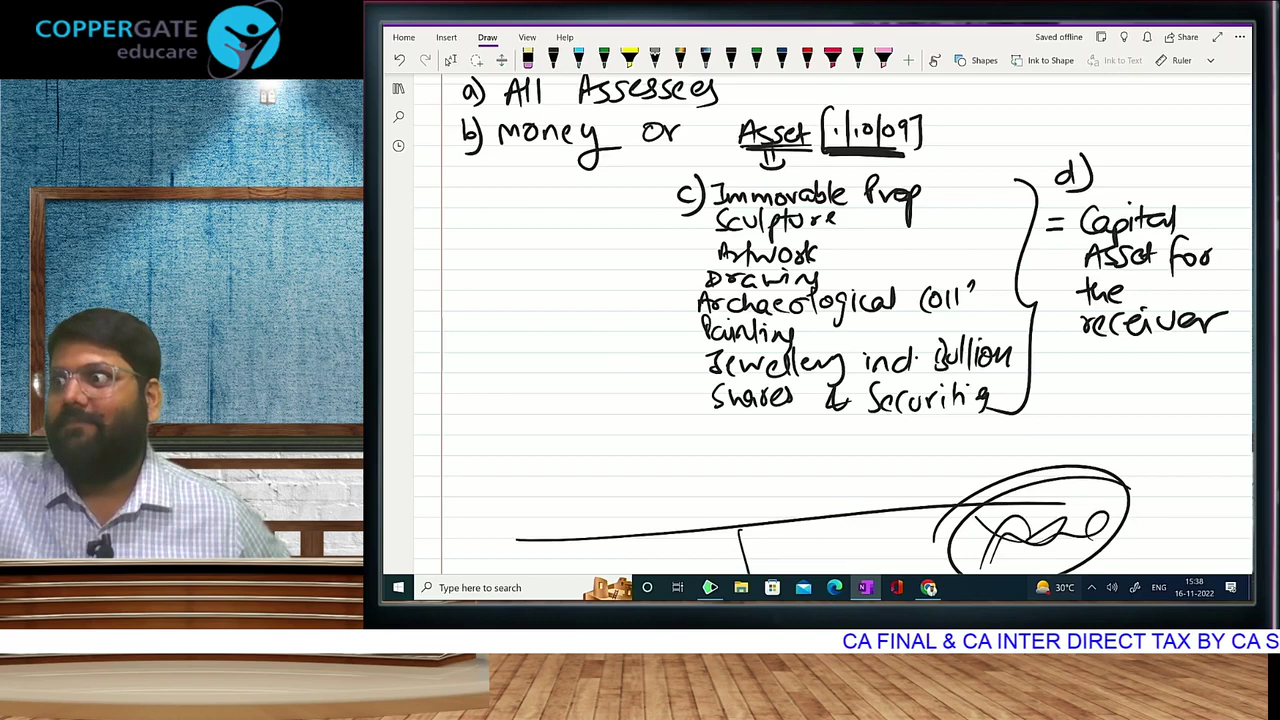 COPPERGATE
educare
Home Insert Draw View Help
Saved offline
Share
Shapes
Ink to Shape
Ink to Text
Ruler
a) All Assessees
b) money or Asset [1/10/09]
c) Immovable Prop
Sculpture
Artwork
Drawing
Archaeological coll'
Painting
Jewellery incl. Bullion
Shares & Securities
d)
= Capital
Asset for
the
receiver
Type here to search
30°C
ENG
15:38
16-11-2022
CA FINAL & CA INTER DIRECT TAX BY CA S